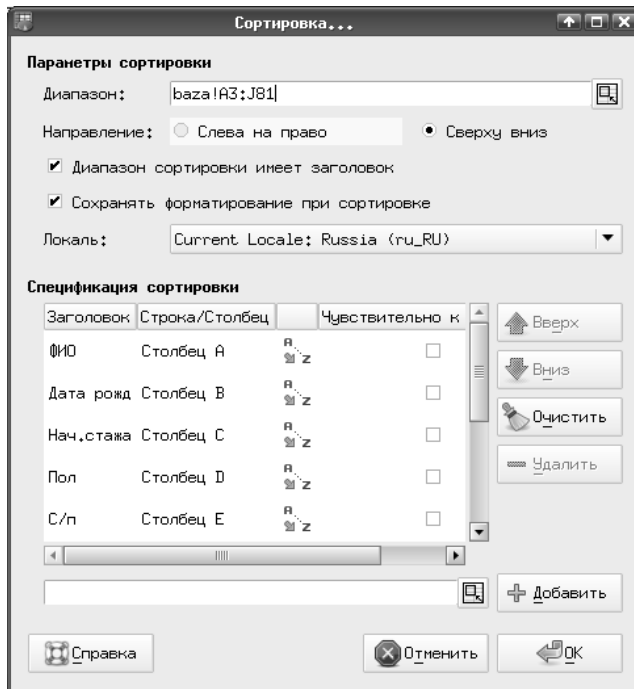 Сортировка...
Параметры сортировки
Диапазон: baza!A3:J81
Направление: Слева на право Сверху вниз
Диапазон сортировки имеет заголовок
Сохранять форматирование при сортировке
Локаль: Current Locale: Russia (ru_RU)
Спецификация сортировки
Заголовок Строка/Столбец Чувствительно к
ФИО Столбец A A Z
Дата рожд Столбец B A Z
Нач.стажа Столбец C A Z
Пол Столбец D A Z
С/п Столбец E A Z
Вверх
Вниз
Очистить
Удалить
Добавить
Справка Отменить OK